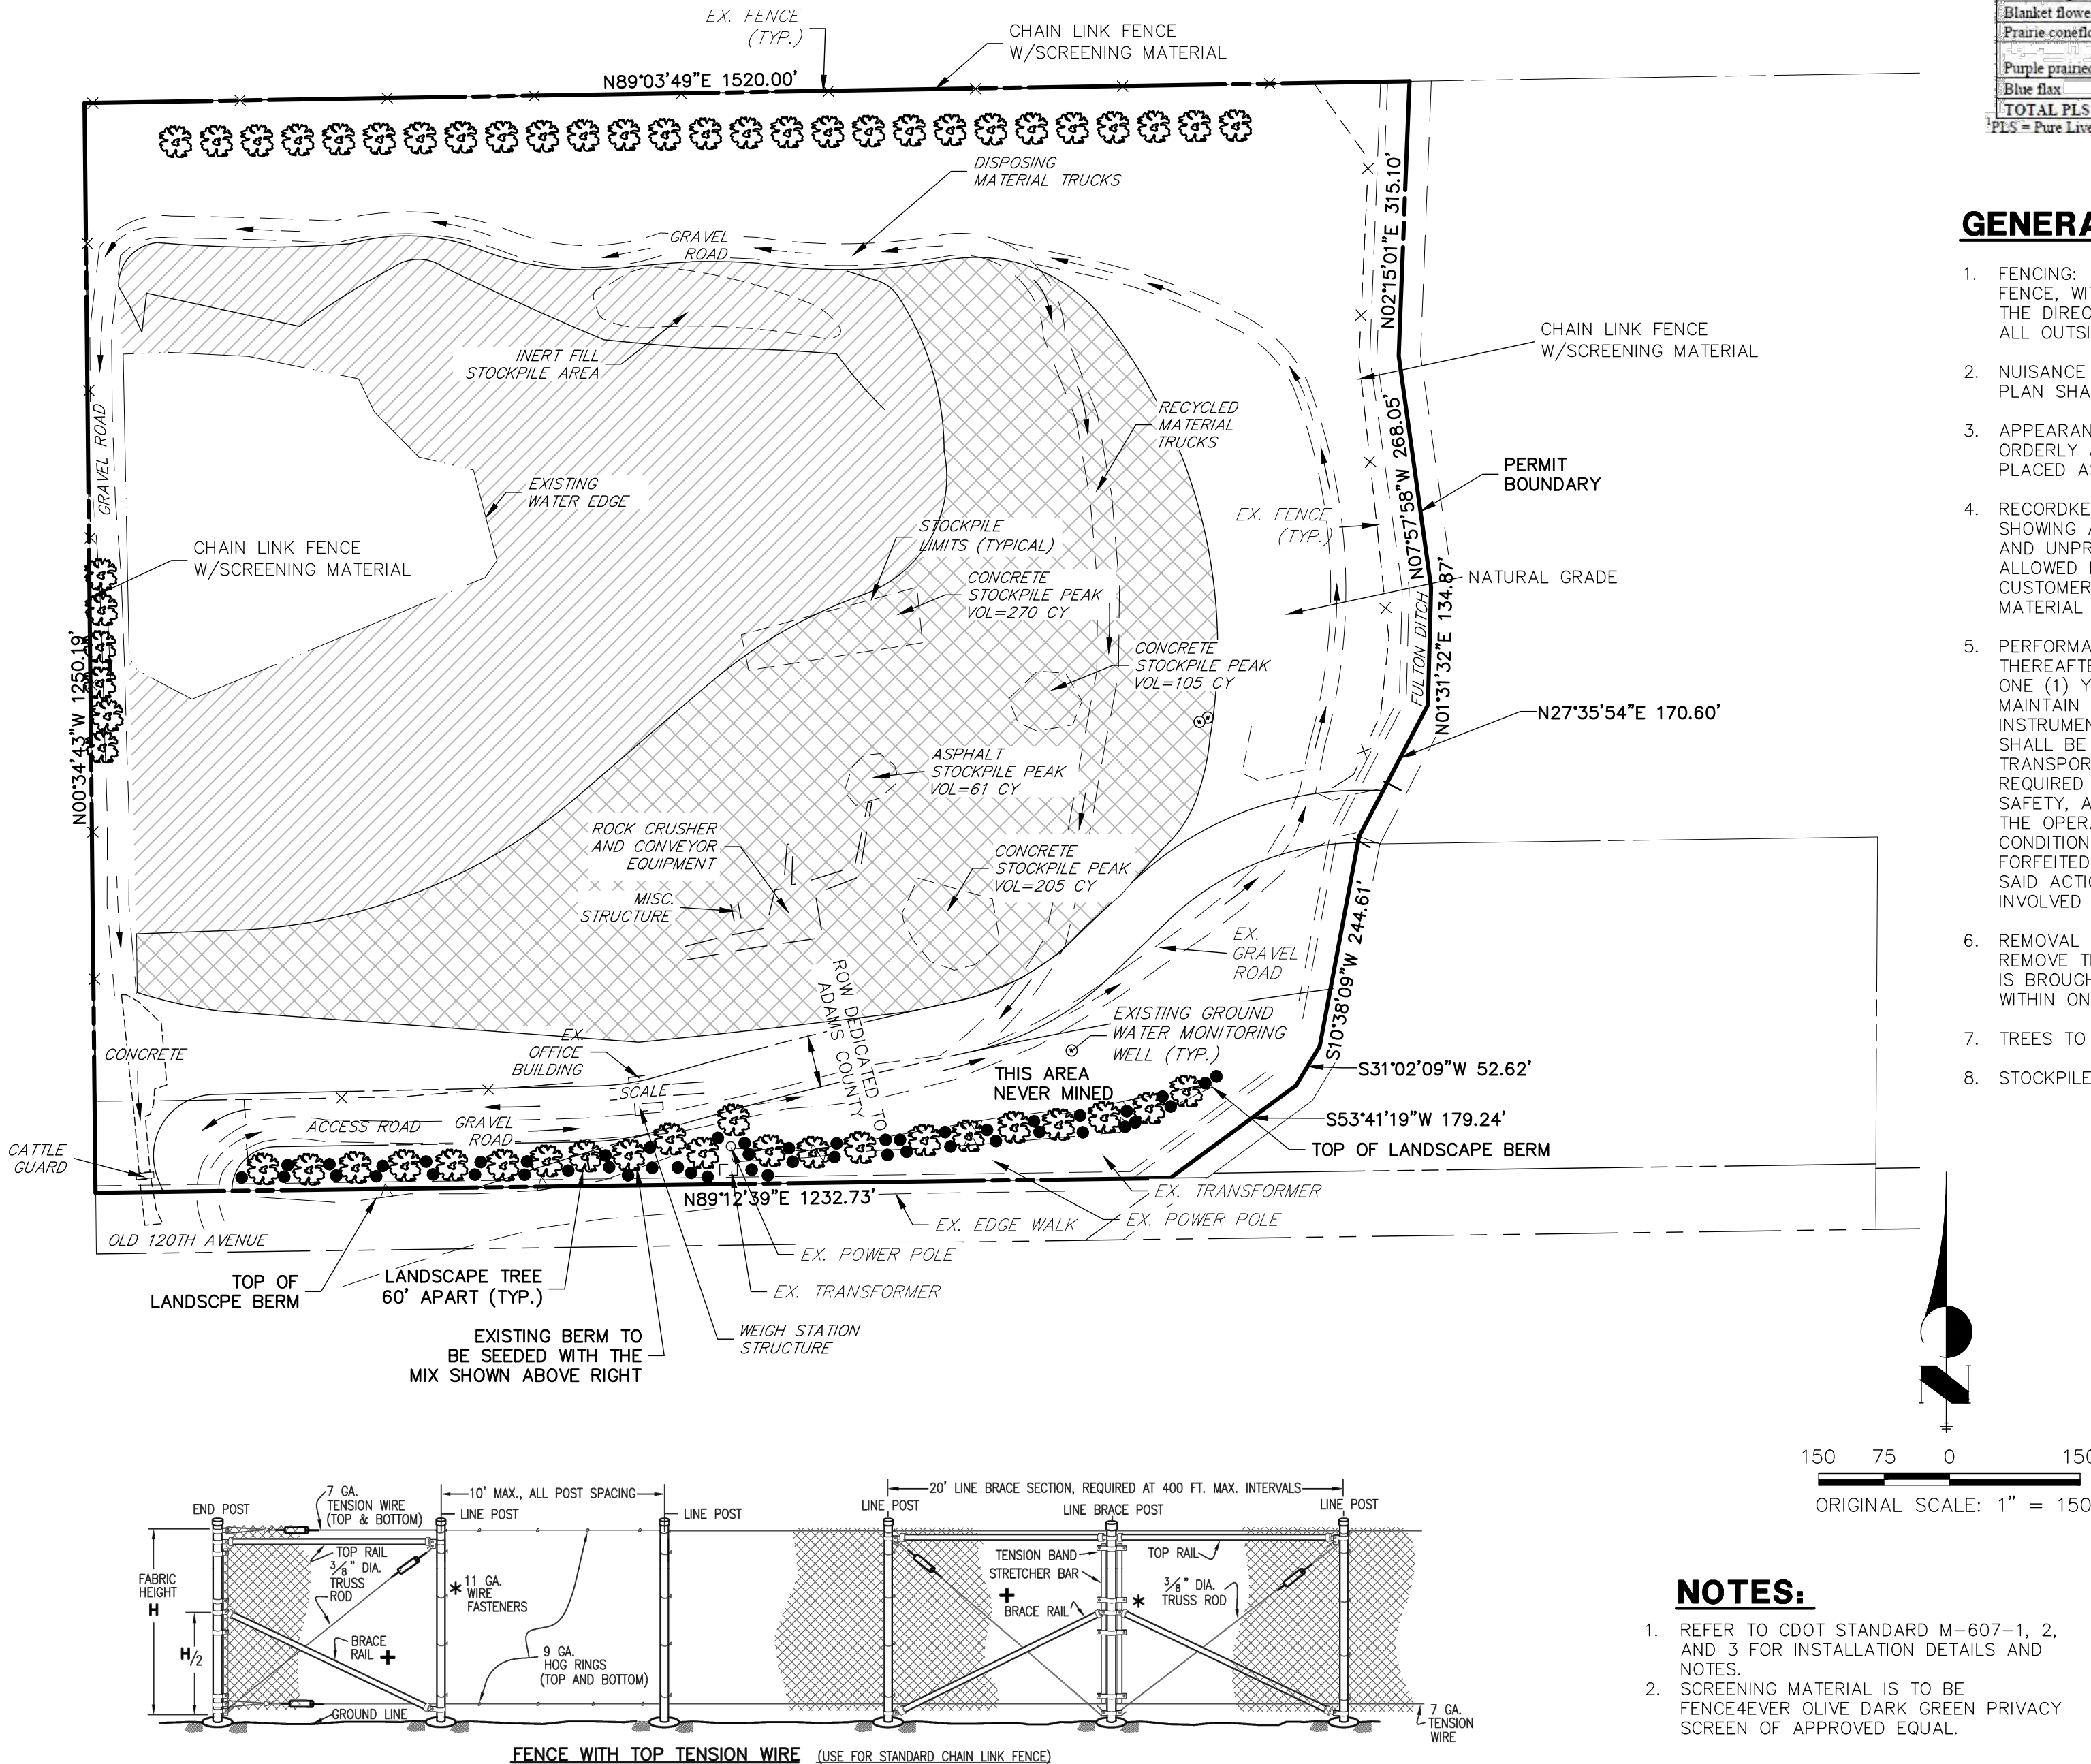 EX. FENCE
(TYP.)
CHAIN LINK FENCE
W/SCREENING MATERIAL
N89°03'49"E 1520.00'
DISPOSING
MATERIAL TRUCKS
GRAVEL
ROAD
N02°15'01"E 315.10'
INERT FILL
STOCKPILE AREA
CHAIN LINK FENCE
W/SCREENING MATERIAL
GRAVEL ROAD
RECYCLED
MATERIAL
TRUCKS
N07°57'58"W 268.05'
PERMIT
BOUNDARY
EXISTING
WATER EDGE
EX. FENCE
(TYP.)
STOCKPILE
LIMITS (TYPICAL)
CHAIN LINK FENCE
W/SCREENING MATERIAL
CONCRETE
STOCKPILE PEAK
VOL=270 CY
NATURAL GRADE
FULTON DITCH
N01°31'32"E 134.87'
N00°34'43"W 1250.19'
CONCRETE
STOCKPILE PEAK
VOL=105 CY
N27°35'54"E 170.60'
ASPHALT
STOCKPILE PEAK
VOL=61 CY
ROCK CRUSHER
AND CONVEYOR
EQUIPMENT
CONCRETE
STOCKPILE PEAK
VOL=205 CY
MISC.
STRUCTURE
S10°38'09"W 244.61'
EX.
GRAVEL
ROAD
ROW DEDICATED TO
ADAMS COUNTY
EXISTING GROUND
WATER MONITORING
WELL (TYP.)
EX.
OFFICE
BUILDING
CONCRETE
THIS AREA
NEVER MINED
S31°02'09"W 52.62'
SCALE
ACCESS ROAD
GRAVEL
ROAD
S53°41'19"W 179.24'
CATTLE
GUARD
TOP OF LANDSCAPE BERM
N89°12'39"E 1232.73'
EX. TRANSFORMER
EX. EDGE WALK
EX. POWER POLE
OLD 120TH AVENUE
EX. POWER POLE
TOP OF
LANDSCPE BERM
LANDSCAPE TREE
60' APART (TYP.)
EX. TRANSFORMER
EXISTING BERM TO
BE SEEDED WITH THE
MIX SHOWN ABOVE RIGHT
WEIGH STATION
STRUCTURE
Blanket flowe
Prairie coneflo
Purple prairie
Blue flax
TOTAL PLS
1PLS = Pure Live
GENERA
1. FENCING:
FENCE, WI
THE DIREC
ALL OUTSI
2. NUISANCE
PLAN SHA
3. APPEARAN
ORDERLY A
PLACED A
4. RECORDKE
SHOWING A
AND UNPR
ALLOWED
CUSTOMER
MATERIAL
5. PERFORMA
THEREAFTE
ONE (1) Y
MAINTAIN
INSTRUMEN
SHALL BE
TRANSPOR
REQUIRED
SAFETY, A
THE OPER
CONDITION
FORFEITED
SAID ACTI
INVOLVED
6. REMOVAL
REMOVE T
IS BROUGH
WITHIN ON
7. TREES TO
8. STOCKPILE
N
150 75 0 150
ORIGINAL SCALE: 1" = 150
NOTES:
1. REFER TO CDOT STANDARD M-607-1, 2,
AND 3 FOR INSTALLATION DETAILS AND
NOTES.
2. SCREENING MATERIAL IS TO BE
FENCE4EVER OLIVE DARK GREEN PRIVACY
SCREEN OF APPROVED EQUAL.
END POST
7 GA.
TENSION WIRE
(TOP & BOTTOM)
10' MAX., ALL POST SPACING
LINE POST
LINE POST
20' LINE BRACE SECTION, REQUIRED AT 400 FT. MAX. INTERVALS
LINE POST
LINE BRACE POST
LINE POST
TOP RAIL
3/8" DIA.
TRUSS
ROD
FABRIC
HEIGHT
H
H/2
* 11 GA.
WIRE
FASTENERS
BRACE
RAIL +
9 GA.
HOG RINGS
(TOP AND BOTTOM)
GROUND LINE
TENSION BAND
STRETCHER BAR
+
BRACE RAIL
*
TOP RAIL
3/8" DIA.
TRUSS ROD
7 GA.
TENSION
WIRE
FENCE WITH TOP TENSION WIRE (USE FOR STANDARD CHAIN LINK FENCE)